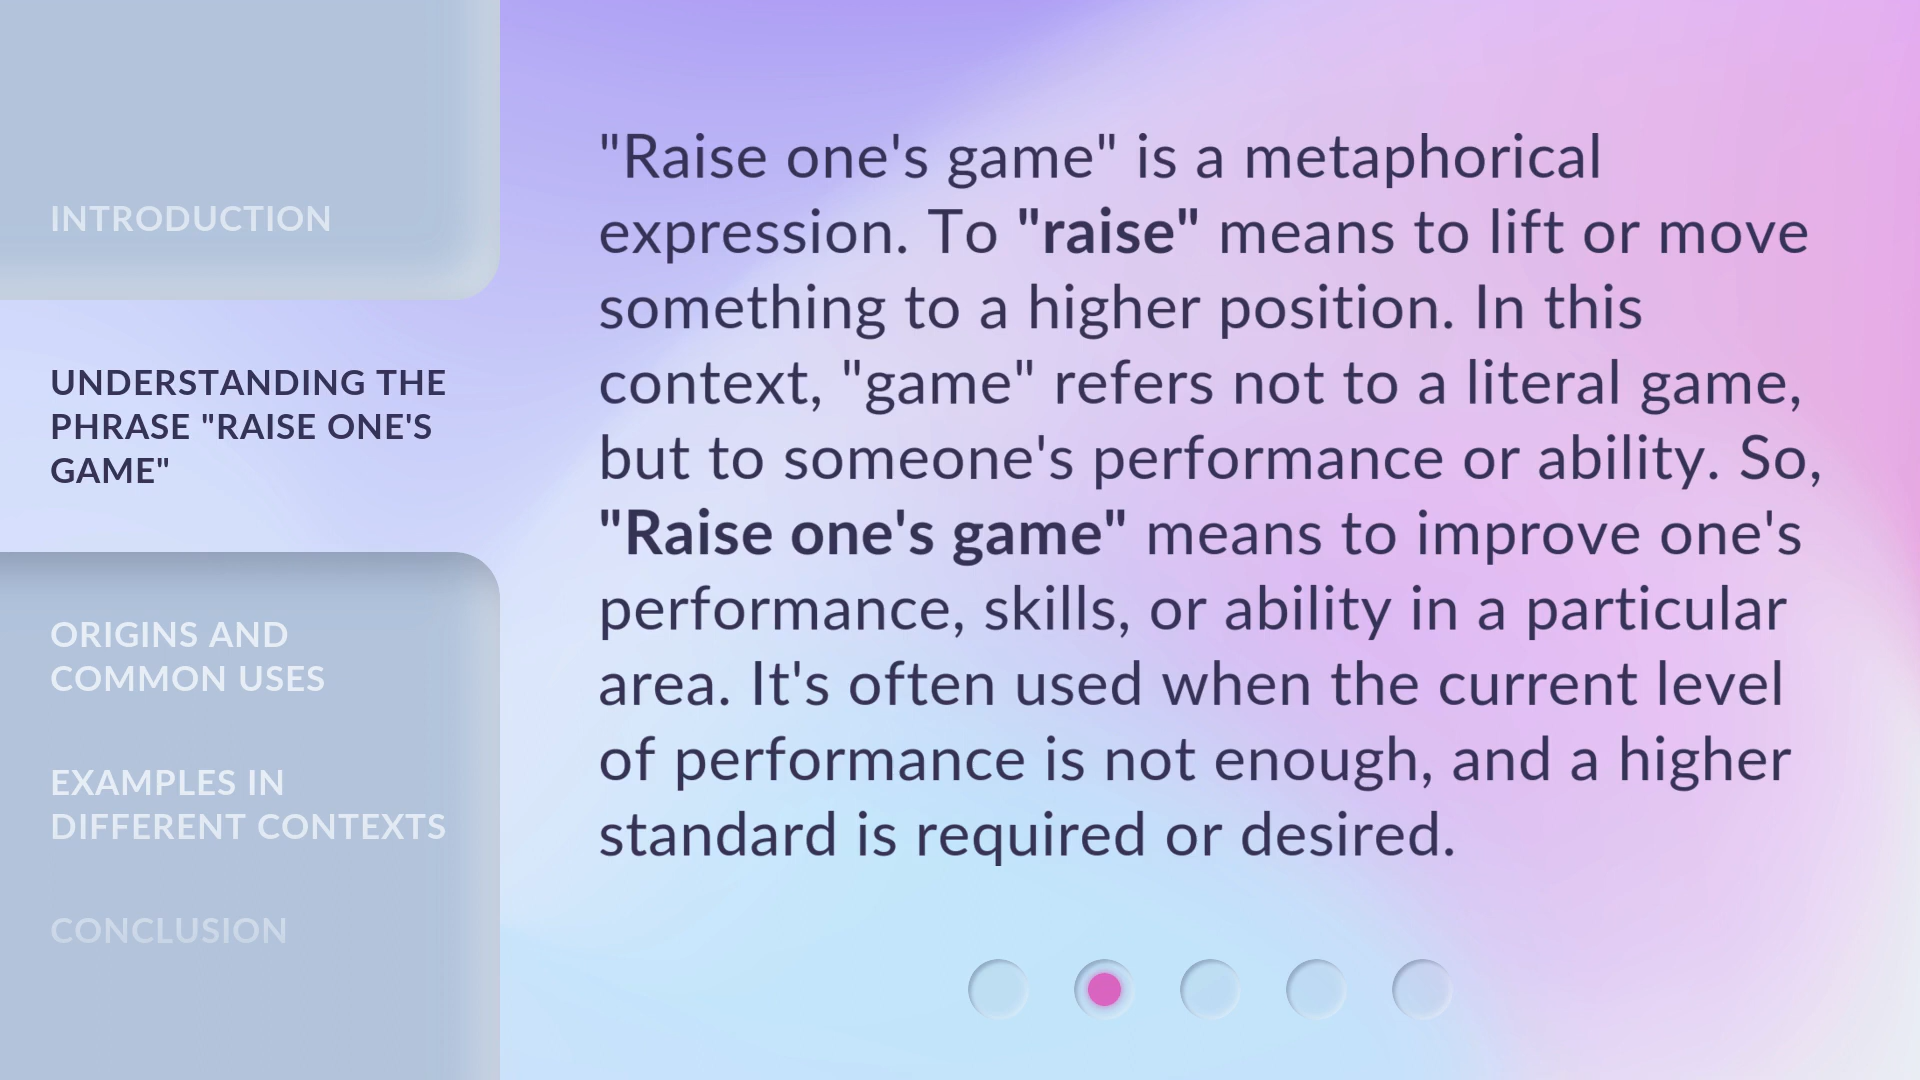 INTRODUCTION
UNDERSTANDING THE
PHRASE "RAISE ONE'S
GAME"
ORIGINS AND
COMMON USES
EXAMPLES IN
DIFFERENT CONTEXTS
CONCLUSION
"Raise one's game" is a metaphorical
expression. To "raise" means to lift or move
something to a higher position. In this
context, "game" refers not to a literal game,
but to someone's performance or ability. So,
"Raise one's game" means to improve one's
performance, skills, or ability in a particular
area. It's often used when the current level
of performance is not enough, and a higher
standard is required or desired.